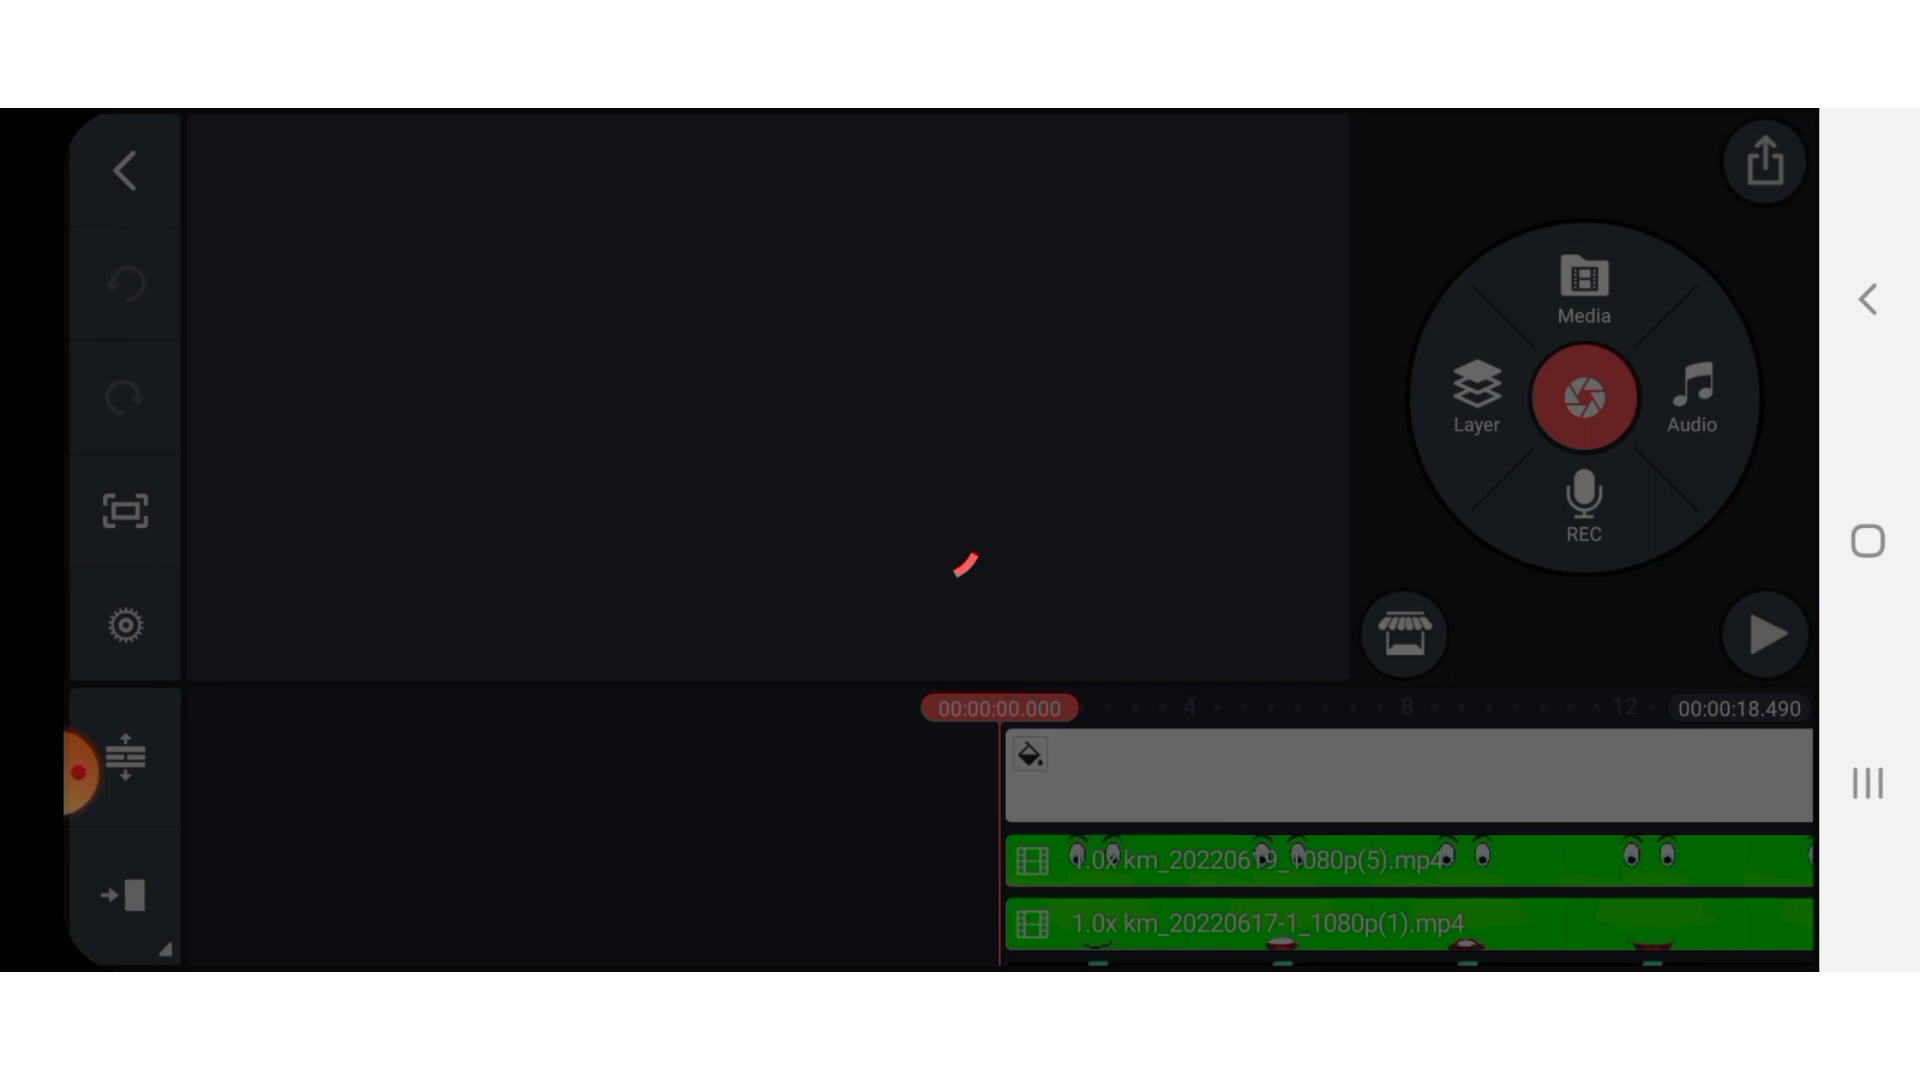 Media
Layer
Audio
REC
00:00:00.000
4
8
12
00:00:18.490
1.0x km_20220619_1080p(5).mp4
1.0x km_20220617-1_1080p(1).mp4